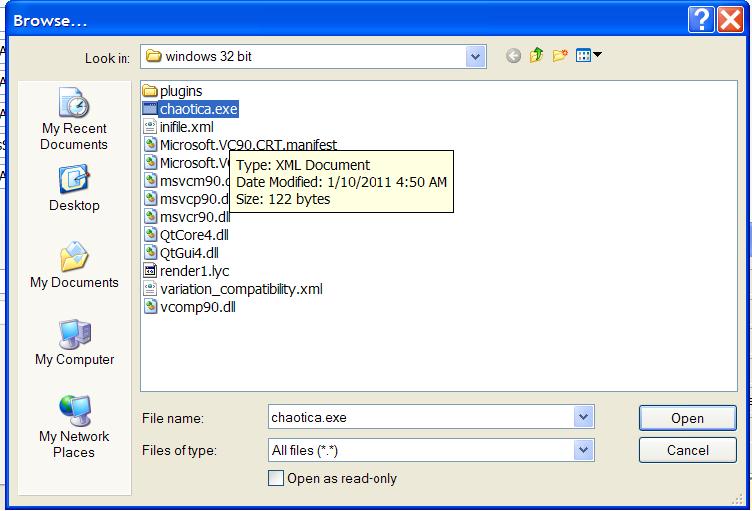 Browse...
Look in: windows 32 bit
My Recent
Documents
Desktop
My Documents
My Computer
My Network
Places
plugins
chaotica.exe
inifile.xml
Microsoft.VC90.CRT.manifest
Microsoft.VC
msvcm90.d
msvcp90.d
msvcr90.dll
QtCore4.dll
QtGui4.dll
render1.lyc
variation_compatibility.xml
vcomp90.dll
Type: XML Document
Date Modified: 1/10/2011 4:50 AM
Size: 122 bytes
File name: chaotica.exe Open
Files of type: All files (*.*) Cancel
Open as read-only